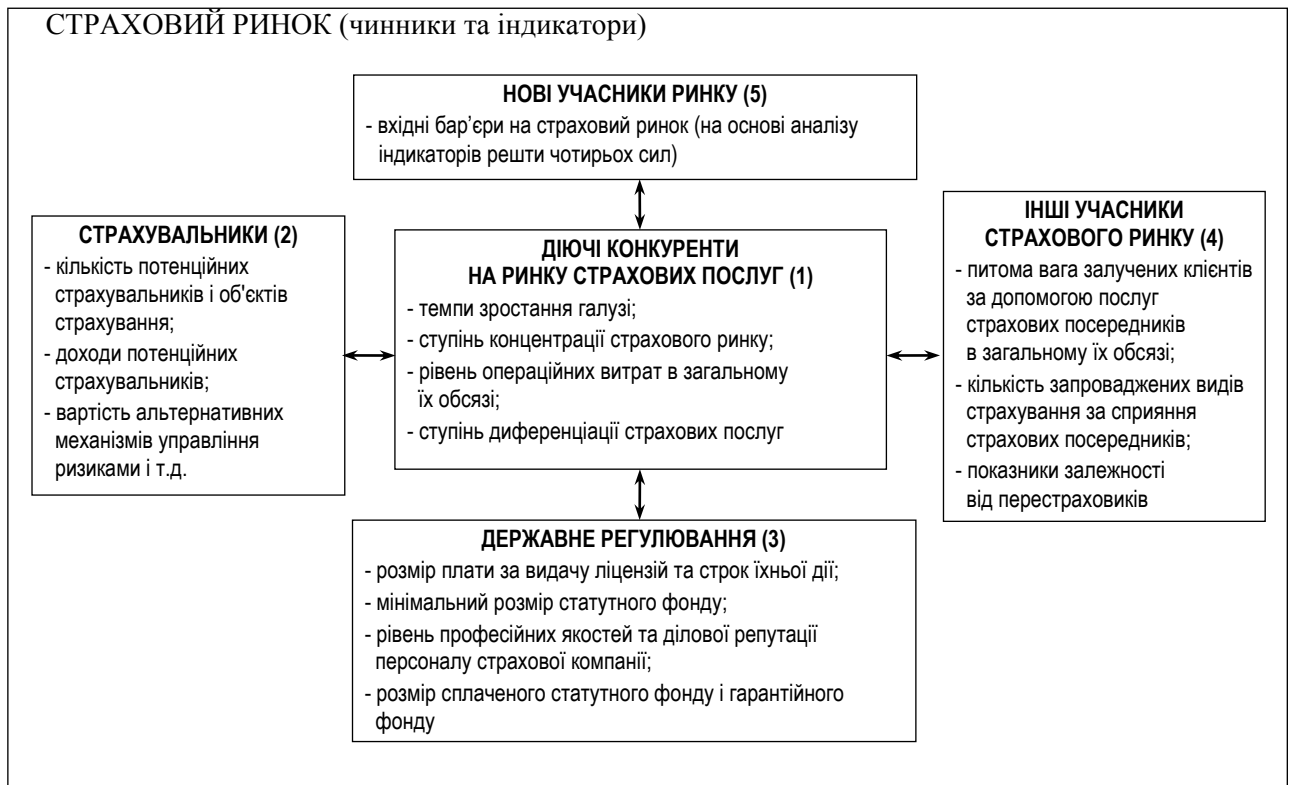 СТРАХОВИЙ РИНОК (чинники та індикатори)
НОВІ УЧАСНИКИ РИНКУ (5)
- вхідні бар’єри на страховий ринок (на основі аналізу
індикаторів решти чотирьох сил)
СТРАХУВАЛЬНИКИ (2)
- кількість потенційних
страхувальників і об'єктів
страхування;
- доходи потенційних
страхувальників;
- вартість альтернативних
механізмів управління
ризиками і т.д.
ДІЮЧІ КОНКУРЕНТИ
НА РИНКУ СТРАХОВИХ ПОСЛУГ (1)
- темпи зростання галузі;
- ступінь концентрації страхового ринку;
- рівень операційних витрат в загальному
їх обсязі;
- ступінь диференціації страхових послуг
ІНШІ УЧАСНИКИ
СТРАХОВОГО РИНКУ (4)
- питома вага залучених клієнтів
за допомогою послуг
страхових посередників
в загальному їх обсязі;
- кількість запроваджених видів
страхування за сприяння
страхових посередників;
- показники залежності
від перестраховиків
ДЕРЖАВНЕ РЕГУЛЮВАННЯ (3)
- розмір плати за видачу ліцензій та строк їхньої дії;
- мінімальний розмір статутного фонду;
- рівень професійних якостей та ділової репутації
персоналу страхової компанії;
- розмір сплаченого статутного фонду і гарантійного
фонду